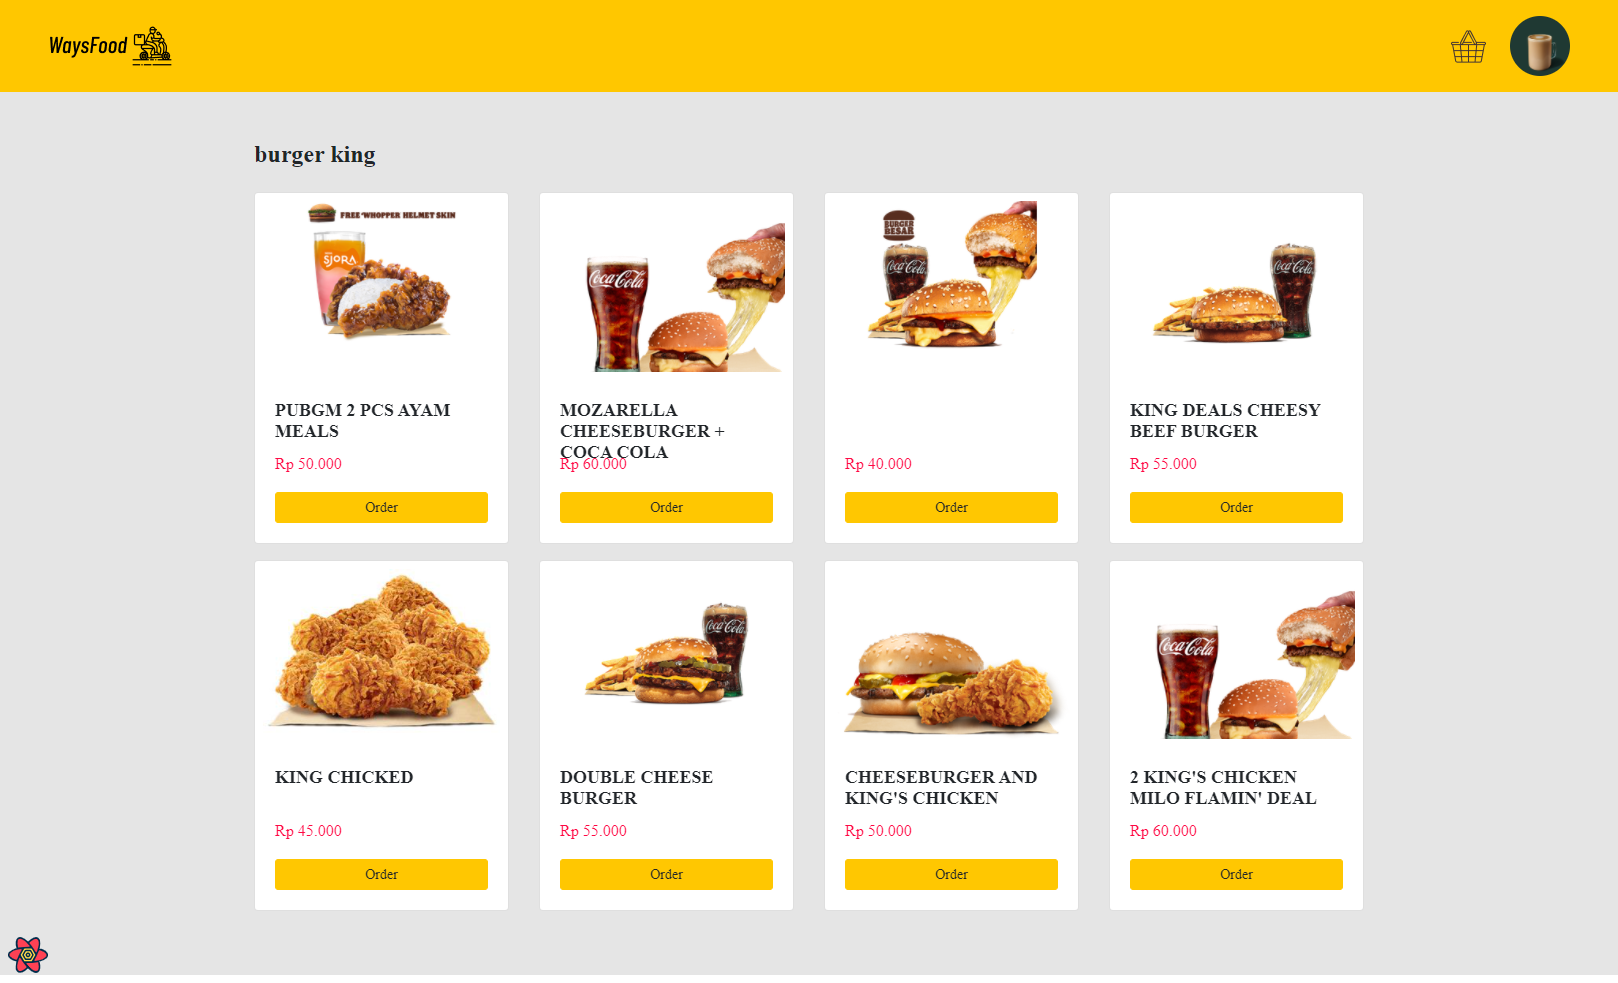 WaysFood
burger king
FREE WHOPPER HELMET SKIN
SJORA
Coca-Cola
BURGER
BESAR
Coca-Cola
Coca-Cola
PUBGM 2 PCS AYAM
MEALS
Rp 50.000
Order
MOZARELLA
CHEESEBURGER +
COCA COLA
Rp 60.000
Order
Rp 40.000
Order
KING DEALS CHEESY
BEEF BURGER
Rp 55.000
Order
Coca-Cola
Coca-Cola
KING CHICKED
Rp 45.000
Order
DOUBLE CHEESE
BURGER
Rp 55.000
Order
CHEESEBURGER AND
KING'S CHICKEN
Rp 50.000
Order
2 KING'S CHICKEN
MILO FLAMIN' DEAL
Rp 60.000
Order